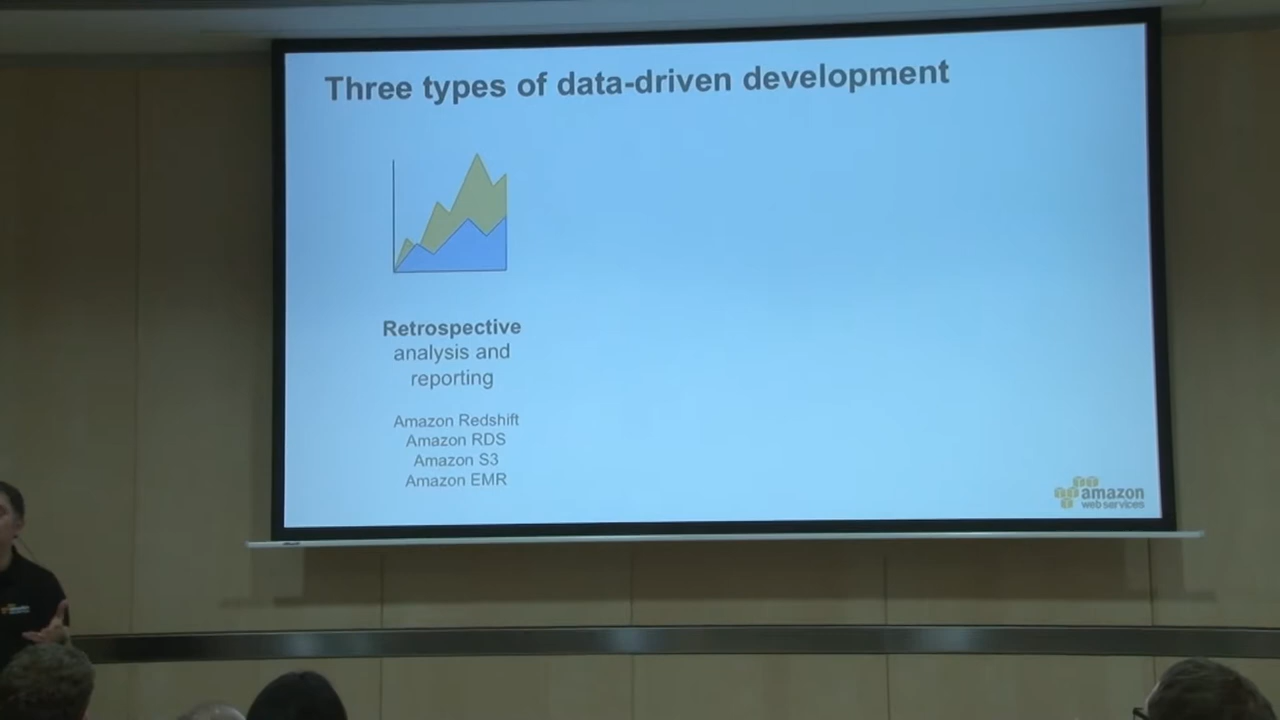 Three types of data-driven development
Retrospective
analysis and
reporting
Amazon Redshift
Amazon RDS
Amazon S3
Amazon EMR
amazon
web services